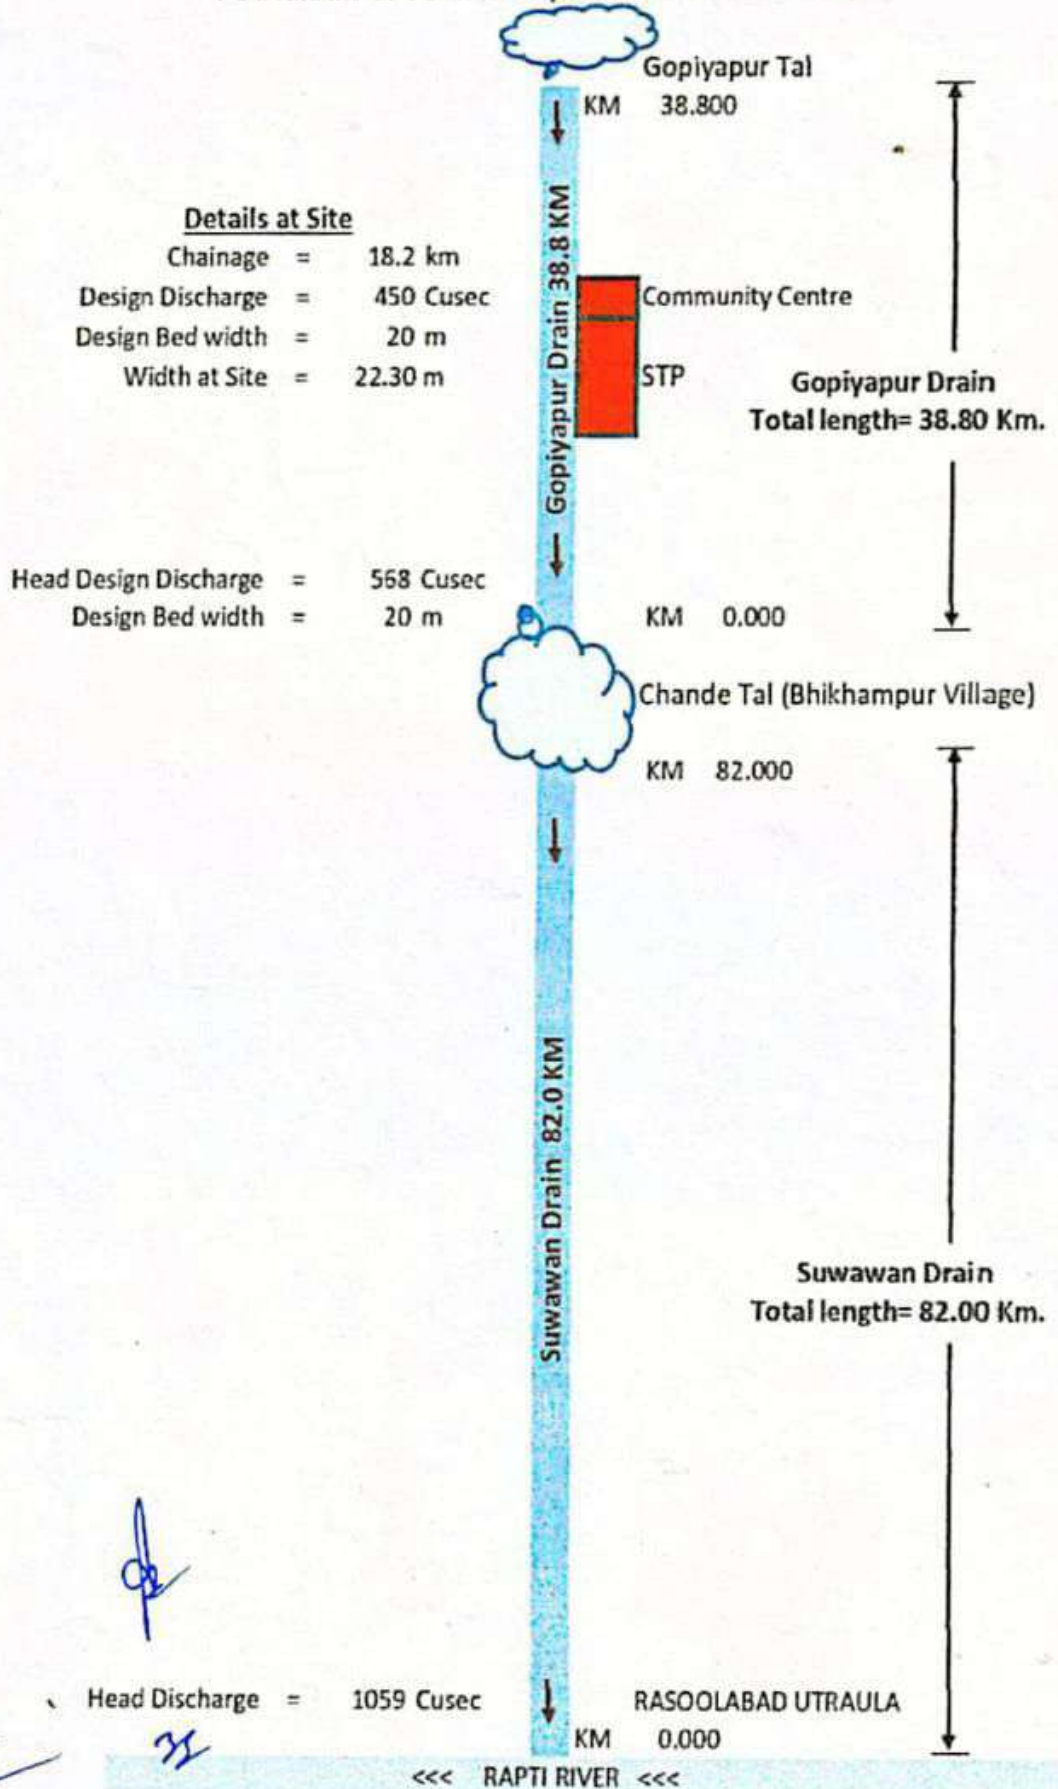 Gopiyapur Tal
KM 38.800
Details at Site
Chainage = 18.2 km
Design Discharge = 450 Cusec
Design Bed width = 20 m
Width at Site = 22.30 m
Gopiyapur Drain 38.8 KM
Community Centre
STP
Gopiyapur Drain
Total length= 38.80 Km.
Head Design Discharge = 568 Cusec
Design Bed width = 20 m
KM 0.000
Chande Tal (Bhikhampur Village)
KM 82.000
Suwawan Drain 82.0 KM
Suwawan Drain
Total length= 82.00 Km.
Head Discharge = 1059 Cusec
RASOOLABAD UTRAULA
KM 0.000
<<< RAPTI RIVER <<<